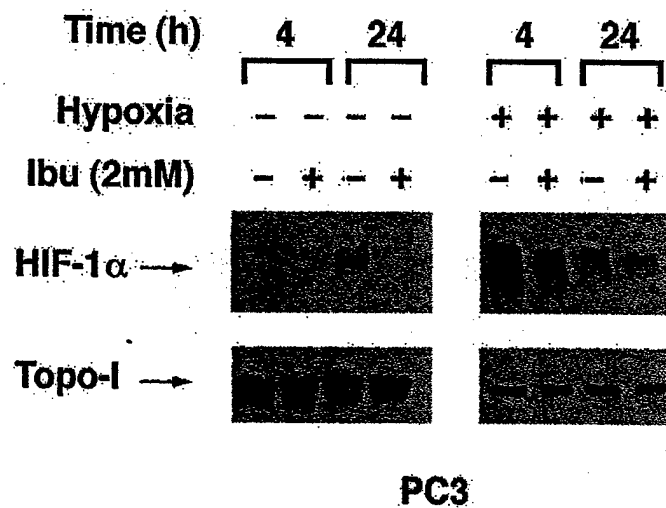 Time (h) 4 24 4 24
Hypoxia - - - - + + + +
Ibu (2mM) - + - + - + - +
HIF-1α →
Topo-I →
PC3